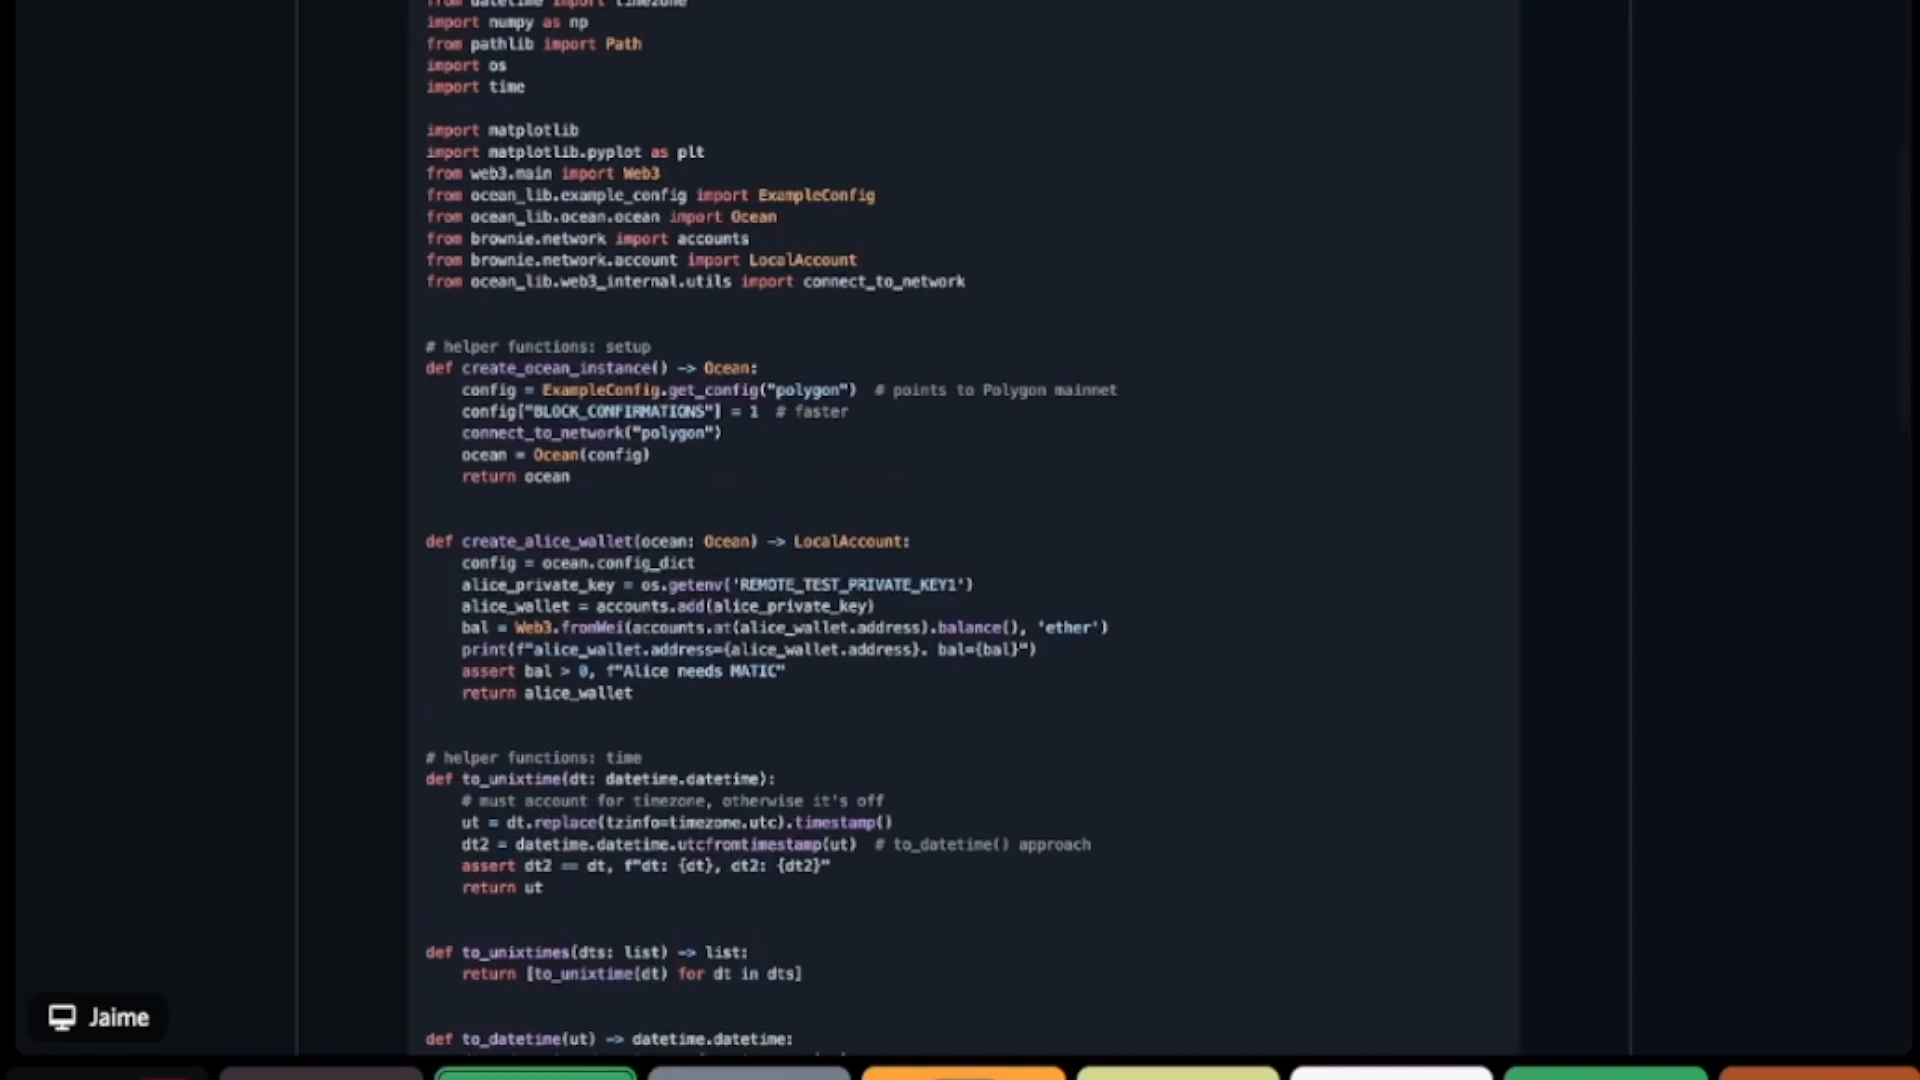 from datetime import timezone
import numpy as np
from pathlib import Path
import os
import time
import matplotlib
import matplotlib.pyplot as plt
from web3.main import Web3
from ocean_lib.example_config import ExampleConfig
from ocean_lib.ocean.ocean import Ocean
from brownie.network import accounts
from brownie.network.account import LocalAccount
from ocean_lib.web3_internal.utils import connect_to_network
# helper functions: setup
def create_ocean_instance() -> Ocean:
    config = ExampleConfig.get_config("polygon")  # points to Polygon mainnet
    config["BLOCK_CONFIRMATIONS"] = 1  # faster
    connect_to_network("polygon")
    ocean = Ocean(config)
    return ocean
def create_alice_wallet(ocean: Ocean) -> LocalAccount:
    config = ocean.config_dict
    alice_private_key = os.getenv('REMOTE_TEST_PRIVATE_KEY1')
    alice_wallet = accounts.add(alice_private_key)
    bal = Web3.fromWei(accounts.at(alice_wallet.address).balance(), 'ether')
    print(f"alice_wallet.address={alice_wallet.address}. bal={bal}")
    assert bal > 0, f"Alice needs MATIC"
    return alice_wallet
# helper functions: time
def to_unixtime(dt: datetime.datetime):
    # must account for timezone, otherwise it's off
    ut = dt.replace(tzinfo=timezone.utc).timestamp()
    dt2 = datetime.datetime.utcfromtimestamp(ut)  # to_datetime() approach
    assert dt2 == dt, f"dt: {dt}, dt2: {dt2}"
    return ut
def to_unixtimes(dts: list) -> list:
    return [to_unixtime(dt) for dt in dts]
def to_datetime(ut) -> datetime.datetime:
Jaime